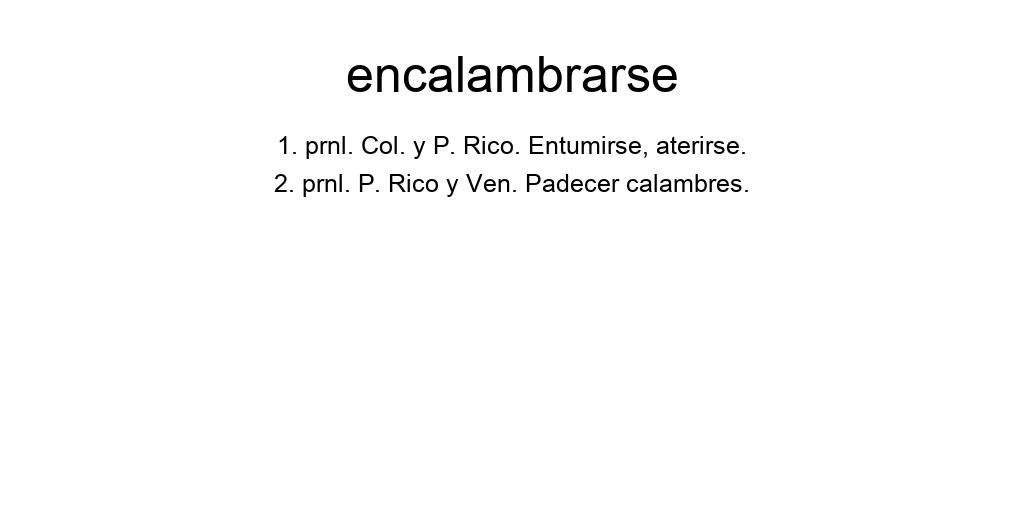 encalambrarse
1. prnl. Col. y P. Rico. Entumirse, aterirse.
2. prnl. P. Rico y Ven. Padecer calambres.